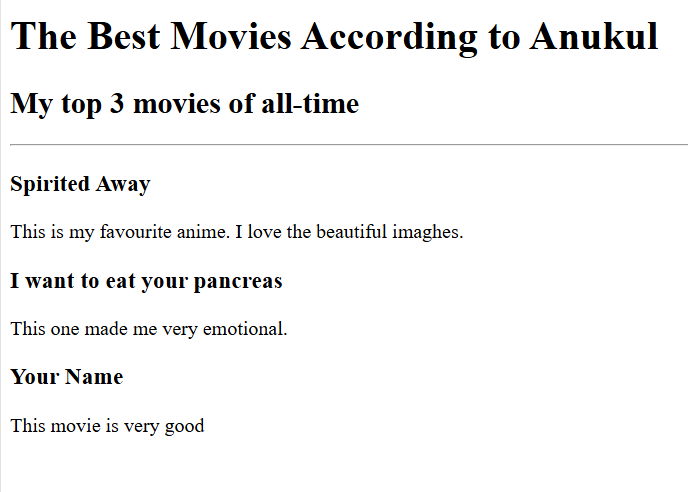 The Best Movies According to Anukul
My top 3 movies of all-time
Spirited Away
This is my favourite anime. I love the beautiful imaghes.
I want to eat your pancreas
This one made me very emotional.
Your Name
This movie is very good